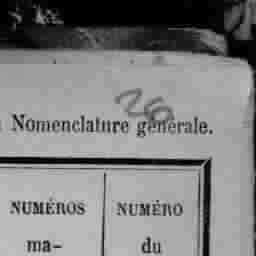 26
Nomenclature générale.
NUMÉROS NUMÉRO
ma- du